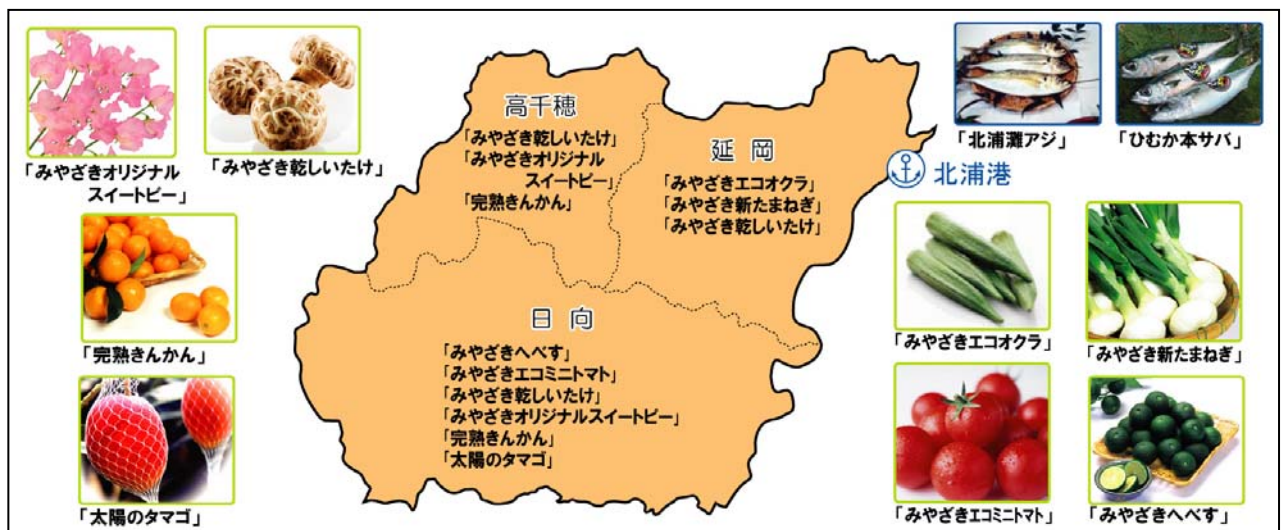 「みやざきオリジナル
スイートピー」
「みやざき乾しいたけ」
「完熟きんかん」
「太陽のタマゴ」
高千穂
「みやざき乾しいたけ」
「みやざきオリジナル
スイートピー」
「完熟きんかん」
延岡
「みやざきエコオクラ」
「みやざき新たまねぎ」
「みやざき乾しいたけ」
日向
「みやざきへべす」
「みやざきエコミニトマト」
「みやざき乾しいたけ」
「みやざきオリジナルスイートピー」
「完熟きんかん」
「太陽のタマゴ」
「北浦灘アジ」
「ひむか本サバ」
北浦港
「みやざきエコオクラ」
「みやざき新たまねぎ」
「みやざきエコミニトマト」
「みやざきへべす」